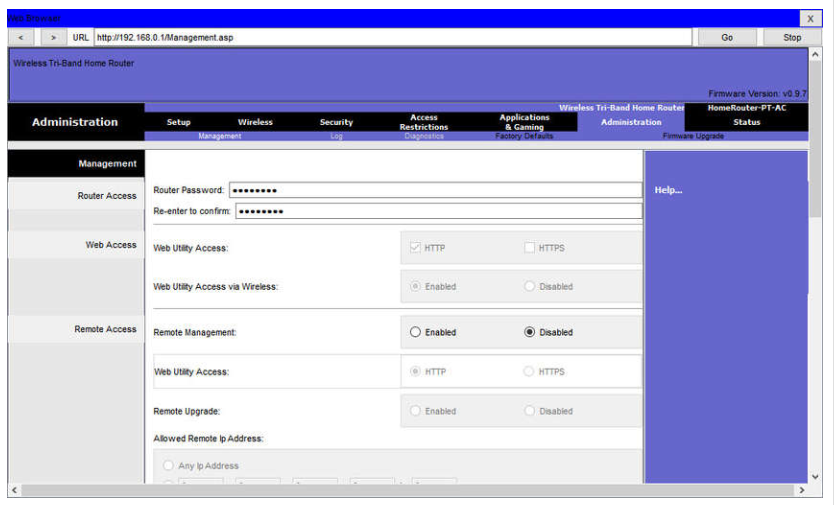 Web Browser
X
< > URL http://192.168.0.1/Management.asp Go Stop
Wireless Tri-Band Home Router
Firmware Version: v0.9.7
Wireless Tri-Band Home Router HomeRouter-PT-AC
Administration Setup Wireless Security Access Restrictions Applications & Gaming Administration Status
Management Log Diagnostics Factory Defaults Firmware Upgrade
Management
Router Access Router Password: ••••••••
Help...
Re-enter to confirm: ••••••••
Web Access Web Utility Access: HTTP HTTPS
Web Utility Access via Wireless: Enabled Disabled
Remote Access Remote Management: Enabled Disabled
Web Utility Access: HTTP HTTPS
Remote Upgrade: Enabled Disabled
Allowed Remote Ip Address:
Any Ip Address